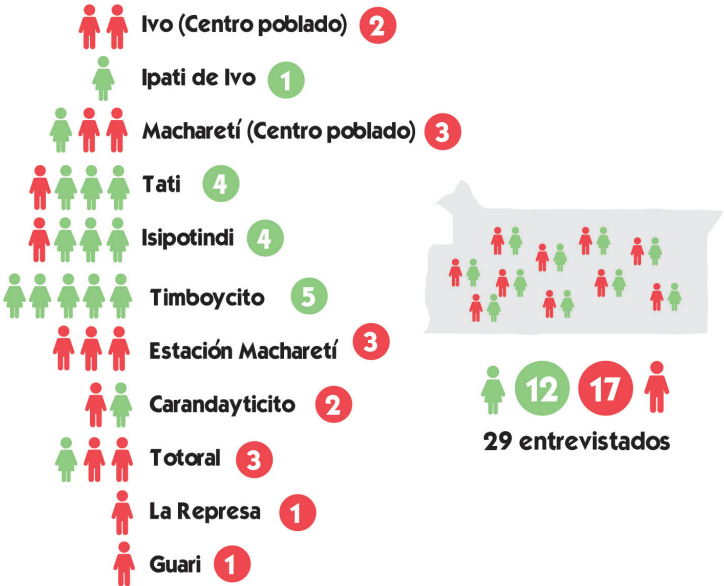 Ivo (Centro poblado) 2
Ipati de Ivo 1
Macharetí (Centro poblado) 3
Tati 4
Isipotindi 4
Timboycito 5
Estación Macharetí 3
Carandayticito 2
Totoral 3
La Represa 1
Guari 1
12 17
29 entrevistados